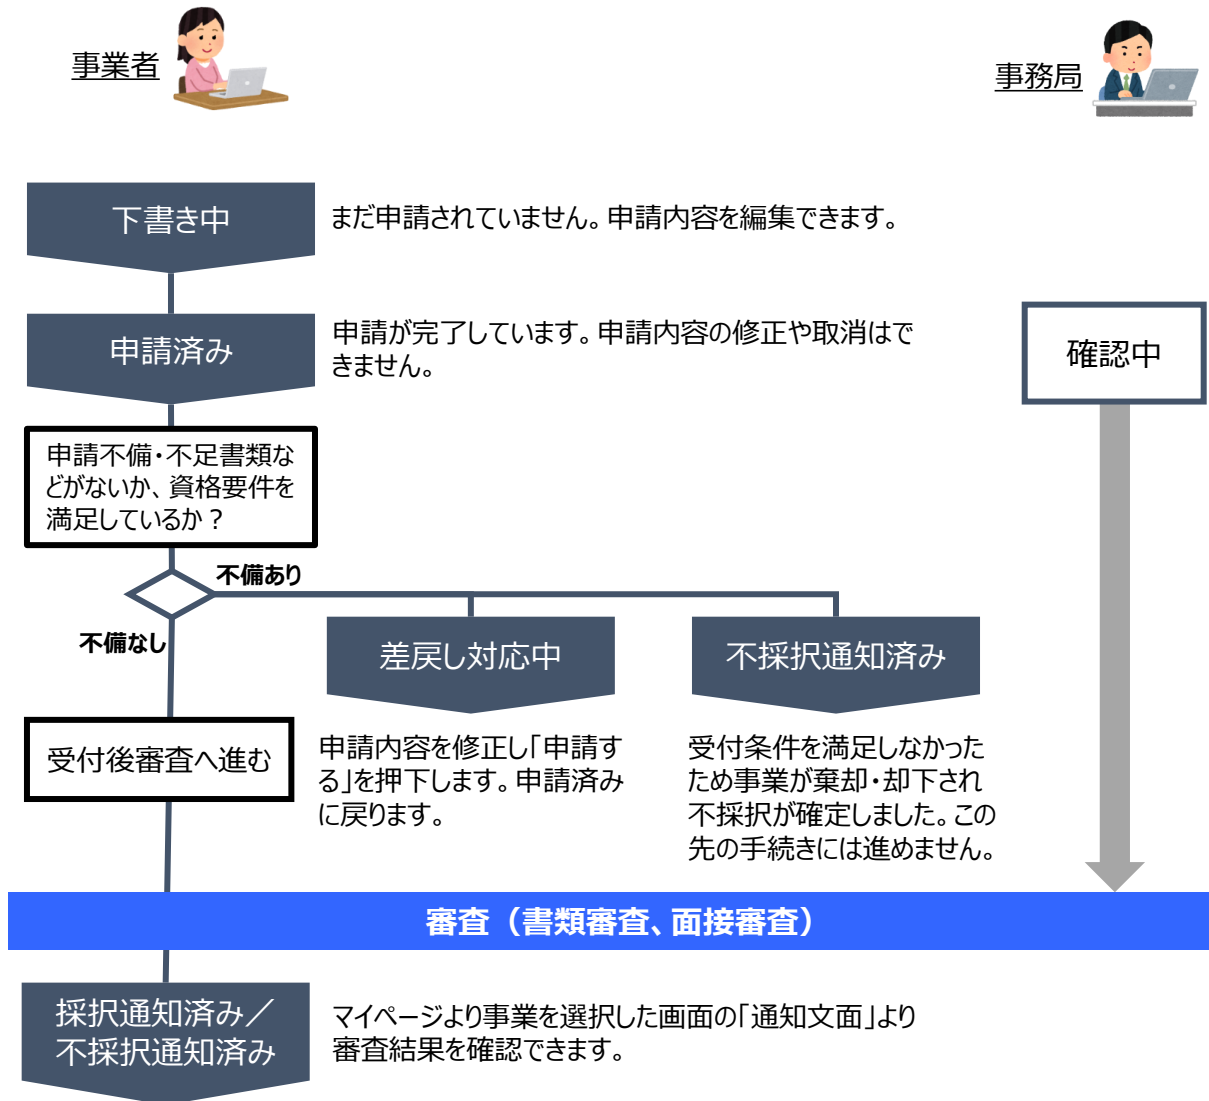 事業者
事務局
下書き中
まだ申請されていません。申請内容を編集できます。
申請済み
申請が完了しています。申請内容の修正や取消はで
きません。
確認中
申請不備・不足書類な
どがないか、資格要件を
満足しているか？
不備あり
不備なし
差戻し対応中
不採択通知済み
受付後審査へ進む
申請内容を修正し「申請す
る」を押下します。申請済み
に戻ります。
受付条件を満足しなかった
ため事業が棄却・却下され
不採択が確定しました。この
先の手続きには進めません。
審査（書類審査、面接審査）
採択通知済み／
不採択通知済み
マイページより事業を選択した画面の「通知文面」より
審査結果を確認できます。